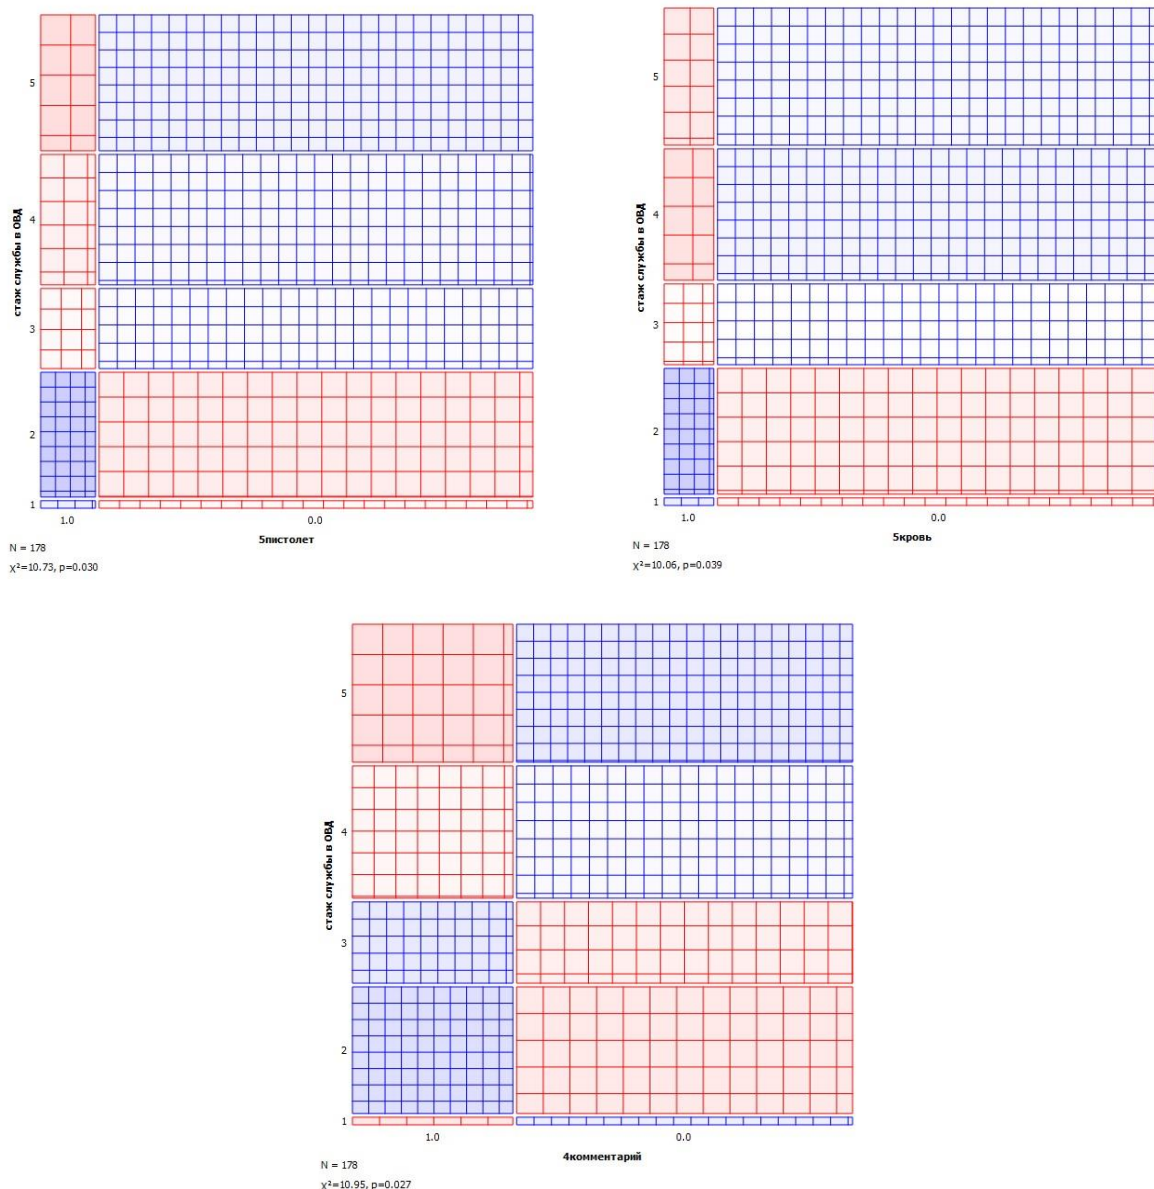 5
4
стаж службы в ОВД
3
2
1
1.0 0.0
5пистолет
N = 178
χ²=10.73, p=0.030
5
4
стаж службы в ОВД
3
2
1
1.0 0.0
5кровь
N = 178
χ²=10.06, p=0.039
5
4
стаж службы в ОВД
3
2
1
1.0 0.0
4комментарий
N = 178
χ²=10.95, p=0.027